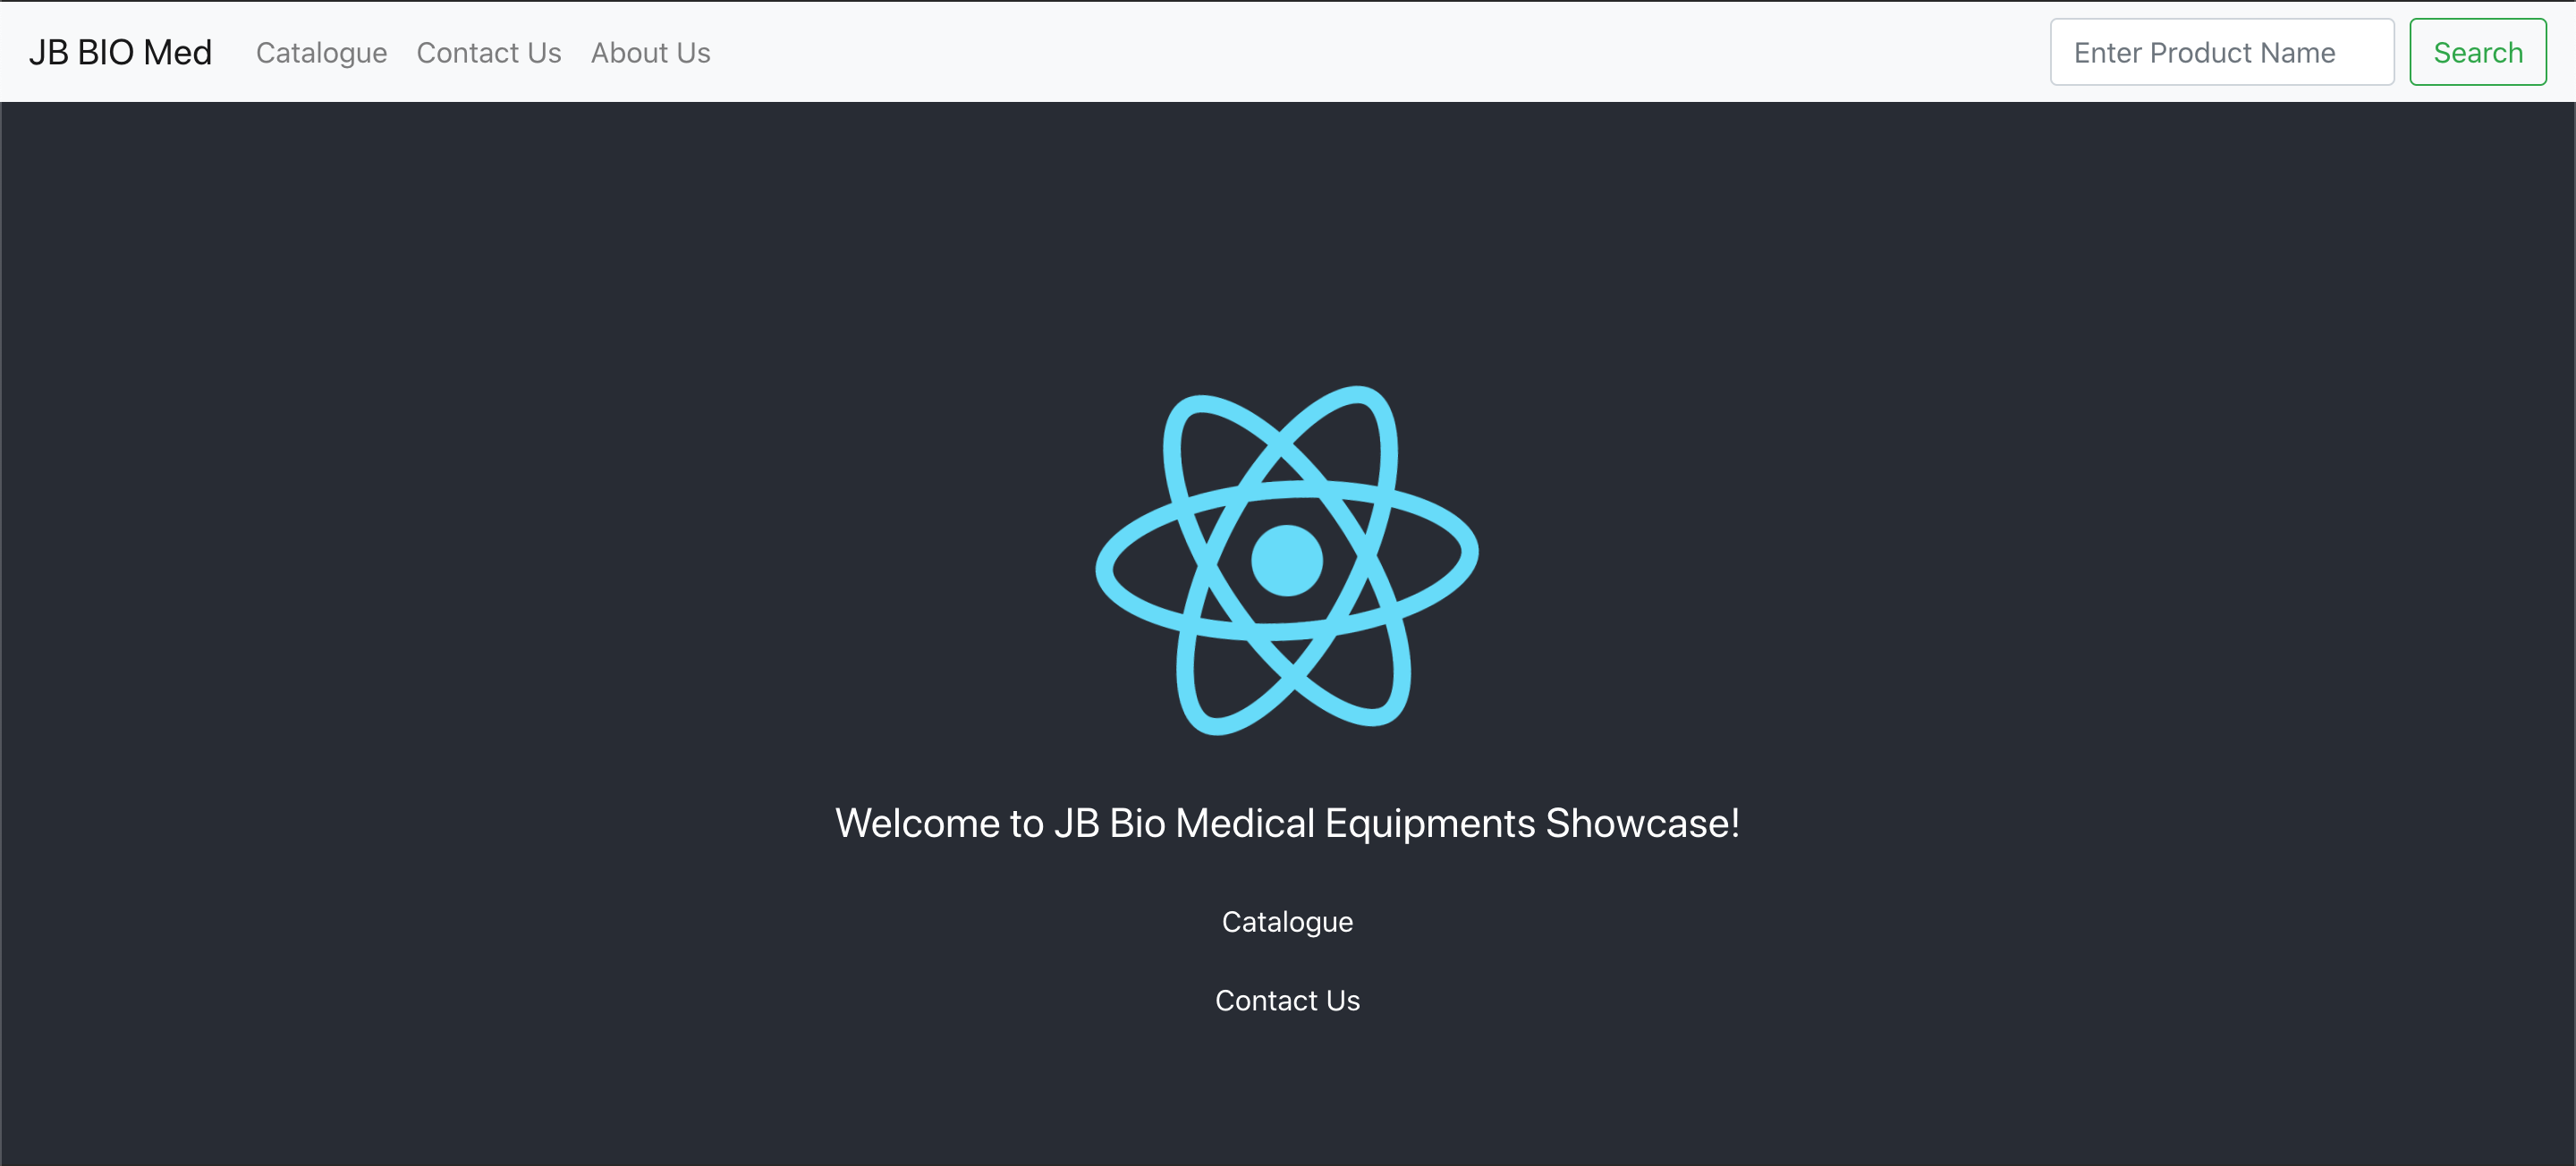 JB BIO Med Catalogue Contact Us About Us Enter Product Name Search
Welcome to JB Bio Medical Equipments Showcase!
Catalogue
Contact Us